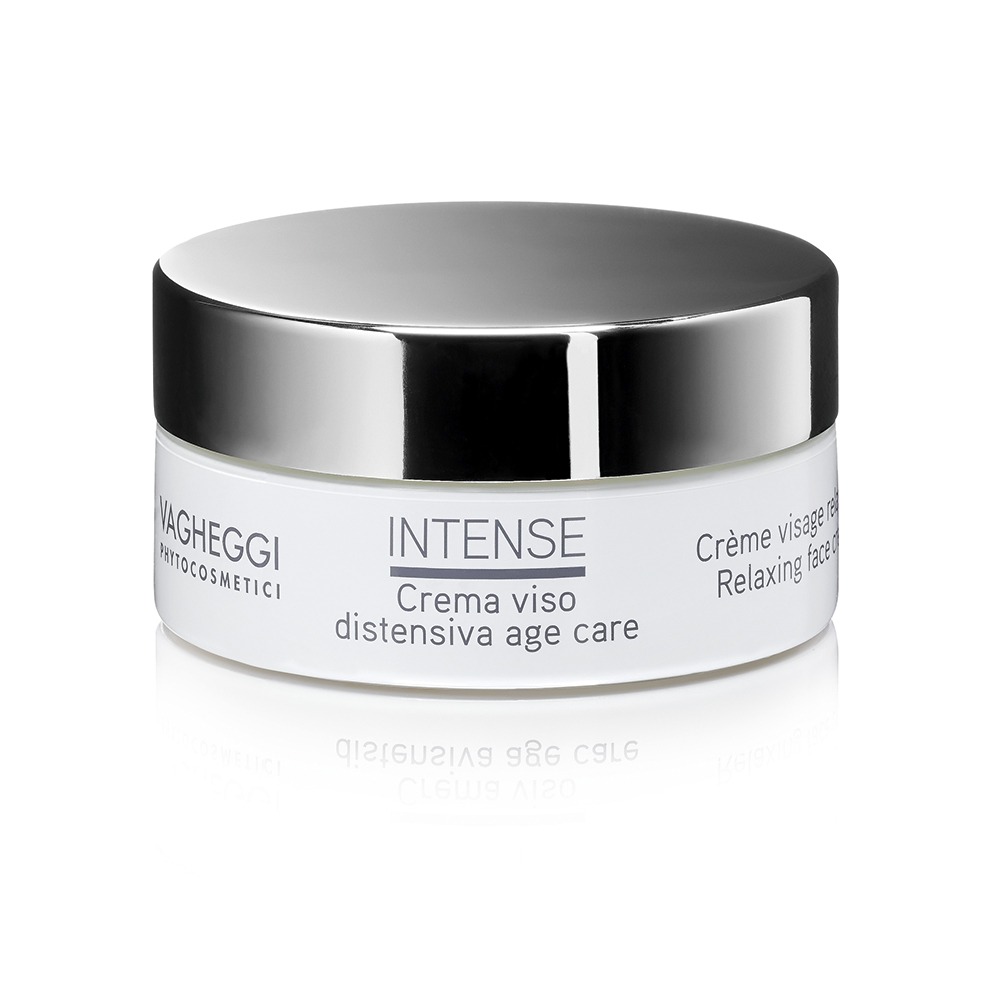 VAGHEGGI
PHYTOCOSMETICI
INTENSE
Crema viso
distensiva age care
Crème visage
Relaxing face